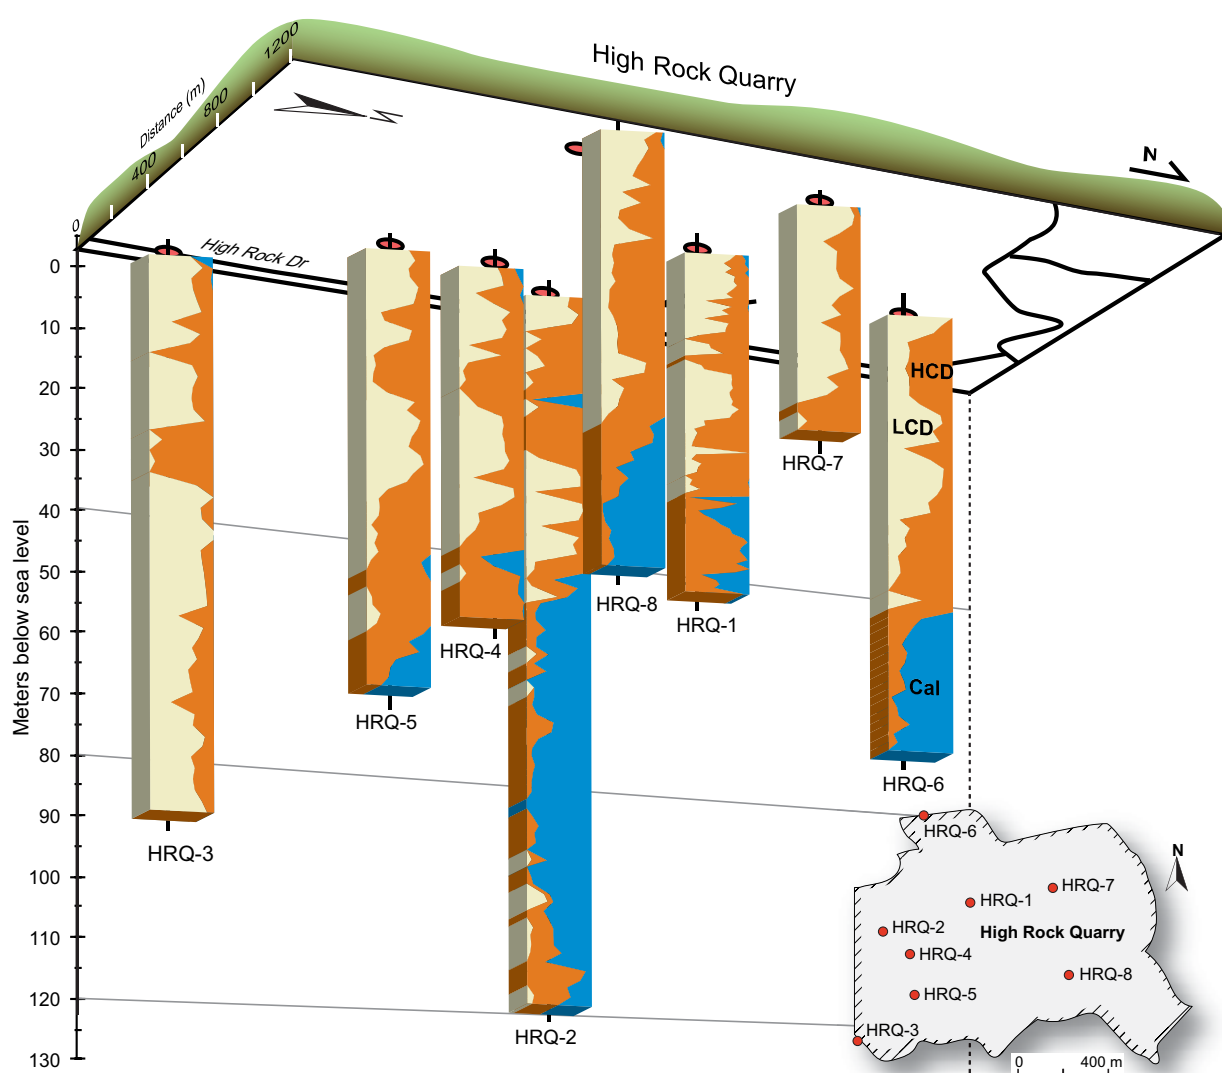 High Rock Quarry
1200
800
400
0
Distance (m)
N
N
High Rock Dr
0
10
20
30
40
50
60
70
80
90
100
110
120
130
Meters below sea level
HCD
LCD
Cal
HRQ-7
HRQ-8
HRQ-1
HRQ-4
HRQ-5
HRQ-6
HRQ-3
HRQ-2
HRQ-6
N
HRQ-7
HRQ-1
HRQ-2
High Rock Quarry
HRQ-4
HRQ-8
HRQ-5
HRQ-3
0
400 m